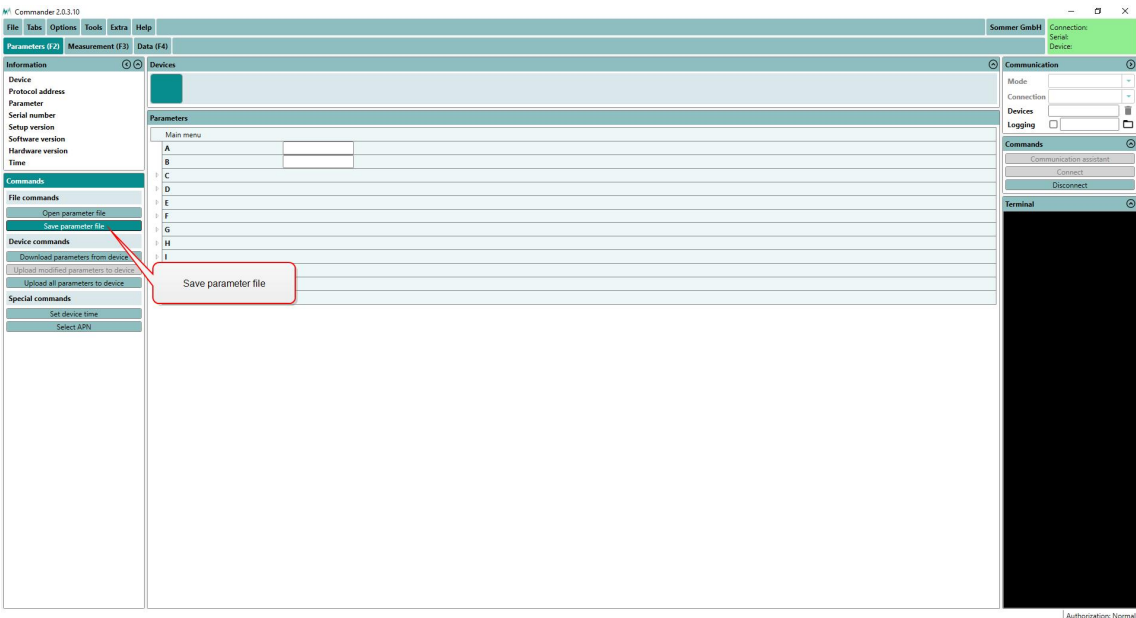 Commander 2.0.3.10
File Tabs Options Tools Extra Help
Sommer GmbH
Connection:
Serial:
Device:
Parameters (F2) Measurement (F3) Data (F4)
Information
Device
Protocol address
Parameter
Serial number
Setup version
Software version
Hardware version
Time
Commands
File commands
Open parameter file
Save parameter file
Device commands
Download parameters from device
Upload modified parameters to device
Upload all parameters to device
Special commands
Set device time
Select APN
Devices
Parameters
Main menu
A
B
C
D
E
F
G
H
I
Save parameter file
Communication
Mode
Connection
Devices
Logging
Commands
Communication assistant
Connect
Disconnect
Terminal
Authorization: Normal